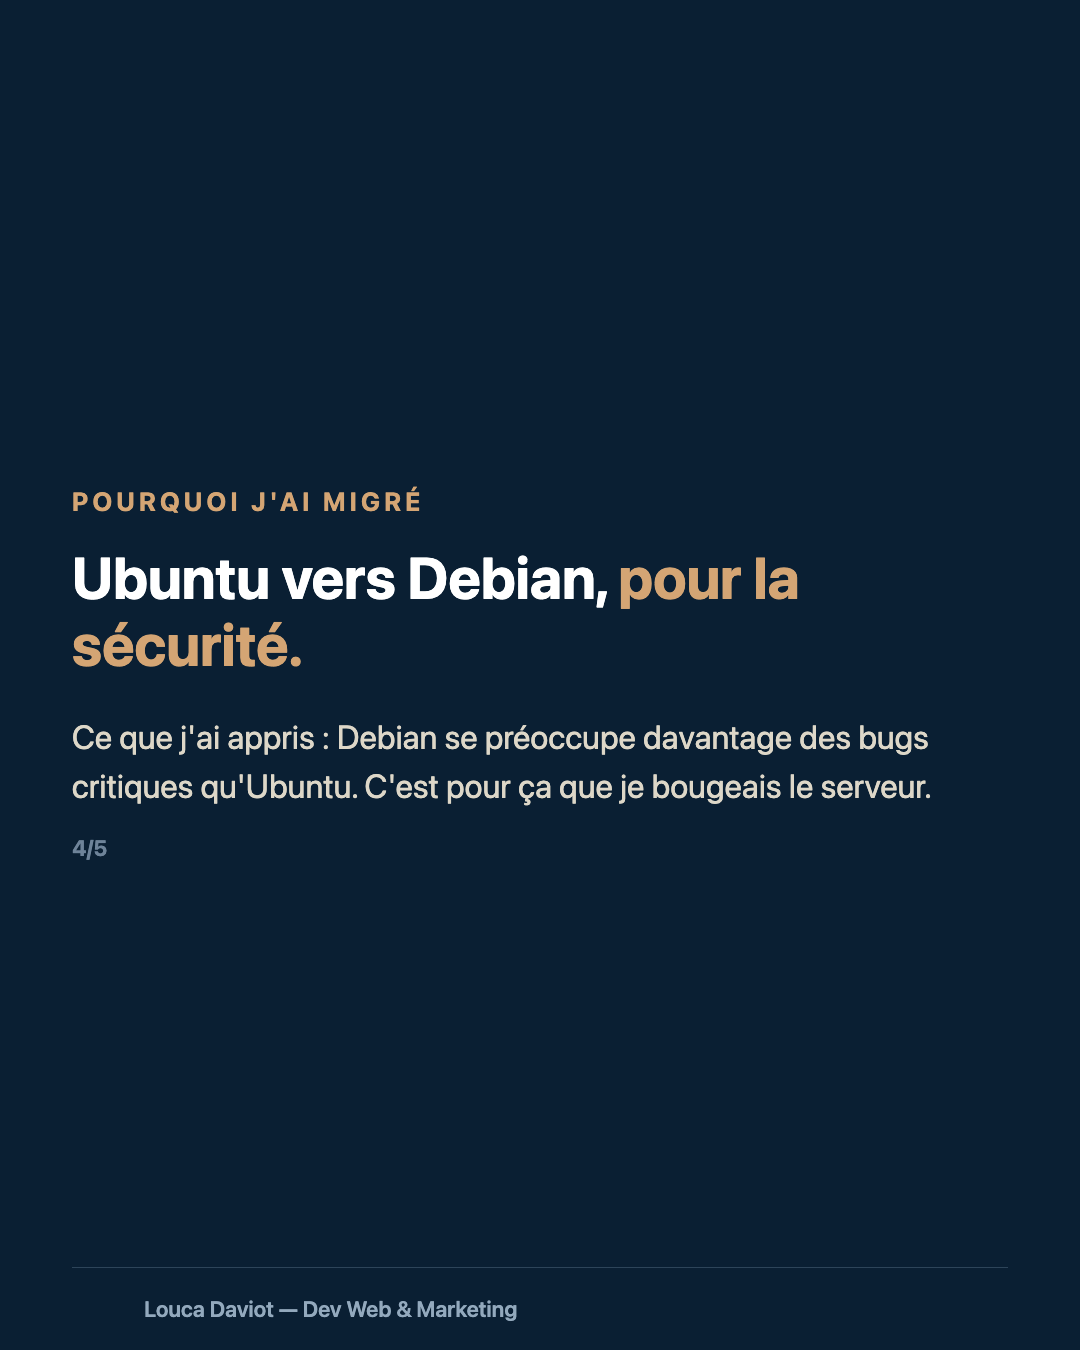 POURQUOI J'AI MIGRÉ
Ubuntu vers Debian, pour la
sécurité.
Ce que j'ai appris : Debian se préoccupe davantage des bugs
critiques qu'Ubuntu. C'est pour ça que je bougeais le serveur.
4/5
Louca Daviot — Dev Web & Marketing